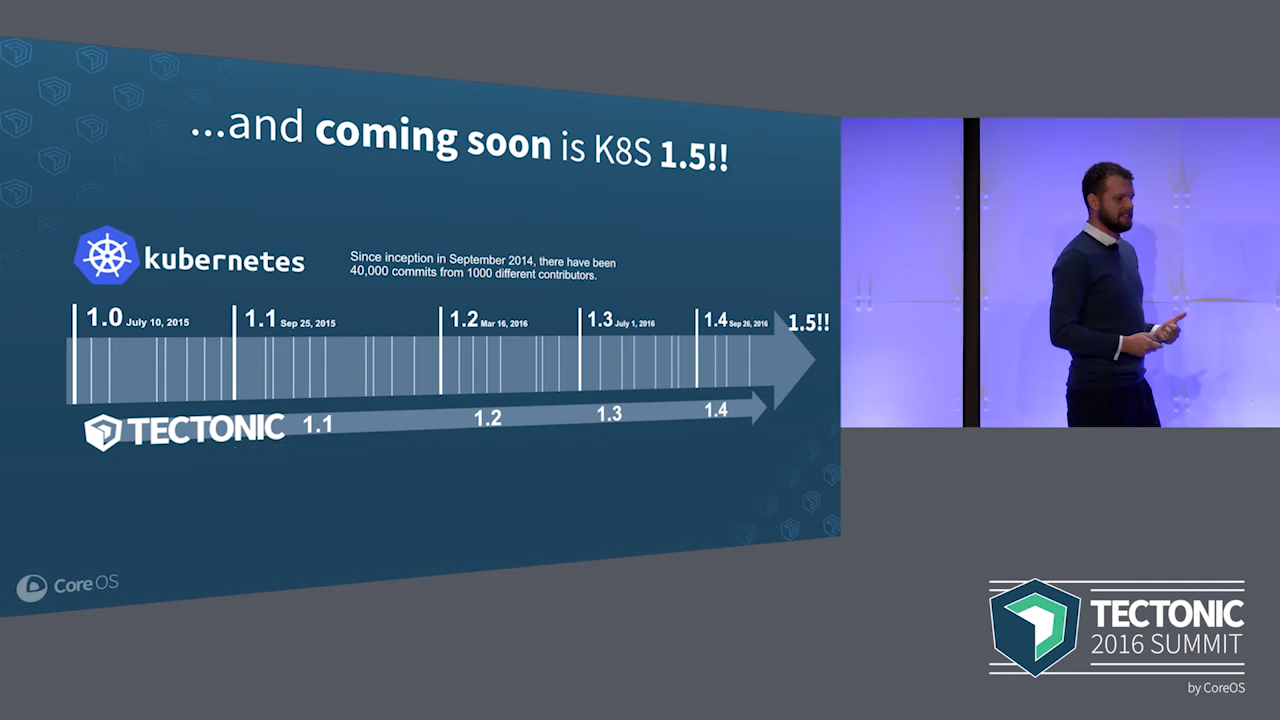 ...and coming soon is K8S 1.5!!
kubernetes
Since inception in September 2014, there have been
40,000 commits from 1000 different contributors.
1.0 July 10, 2015
1.1 Sep 25, 2015
1.2 Mar 16, 2016
1.3 July 1, 2016
1.4 Sep 26, 2016
1.5!!
TECTONIC
1.1
1.2
1.3
1.4
CoreOS
TECTONIC
2016 SUMMIT
by CoreOS